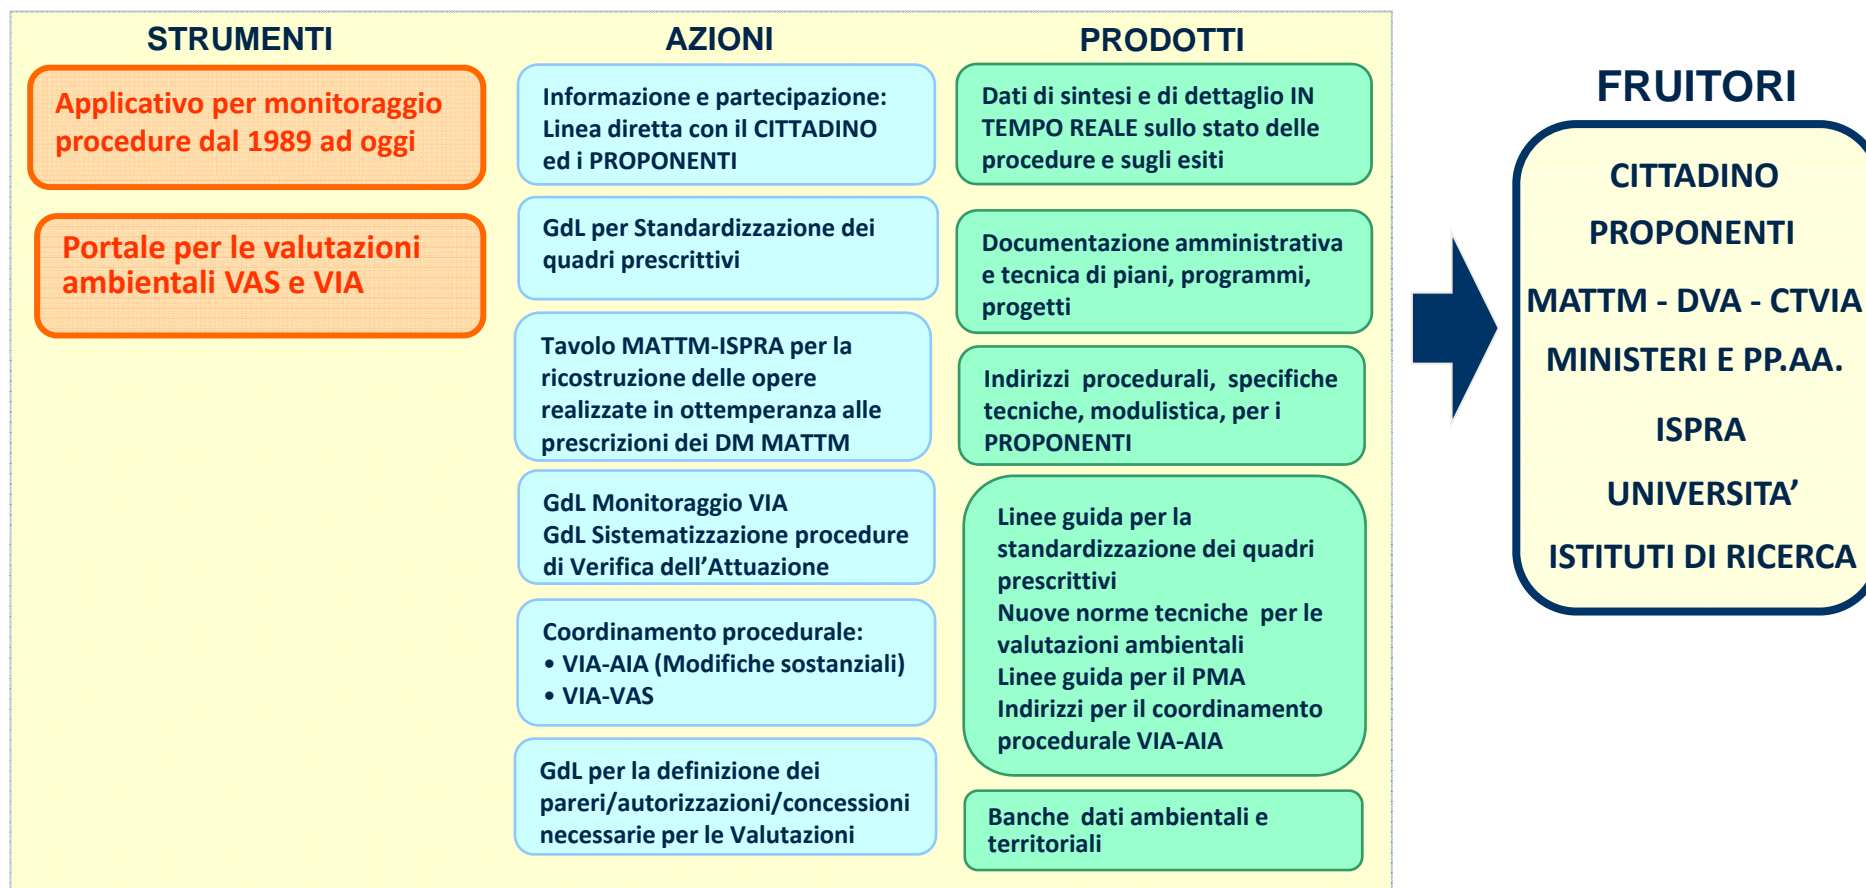 STRUMENTI
Applicativo per monitoraggio
procedure dal 1989 ad oggi
Portale per le valutazioni
ambientali VAS e VIA
AZIONI
Informazione e partecipazione:
Linea diretta con il CITTADINO
ed i PROPONENTI
GdL per Standardizzazione dei
quadri prescrittivi
Tavolo MATTM-ISPRA per la
ricostruzione delle opere
realizzate in ottemperanza alle
prescrizioni dei DM MATTM
GdL Monitoraggio VIA
GdL Sistematizzazione procedure
di Verifica dell'Attuazione
Coordinamento procedurale:
• VIA-AIA (Modifiche sostanziali)
• VIA-VAS
GdL per la definizione dei
pareri/autorizzazioni/concessioni
necessarie per le Valutazioni
PRODOTTI
Dati di sintesi e di dettaglio IN
TEMPO REALE sullo stato delle
procedure e sugli esiti
Documentazione amministrativa
e tecnica di piani, programmi,
progetti
Indirizzi procedurali, specifiche
tecniche, modulistica, per i
PROPONENTI
Linee guida per la
standardizzazione dei quadri
prescrittivi
Nuove norme tecniche per le
valutazioni ambientali
Linee guida per il PMA
Indirizzi per il coordinamento
procedurale VIA-AIA
Banche dati ambientali e
territoriali
FRUITORI
CITTADINO
PROPONENTI
MATTM - DVA - CTVIA
MINISTERI E PP.AA.
ISPRA
UNIVERSITA'
ISTITUTI DI RICERCA